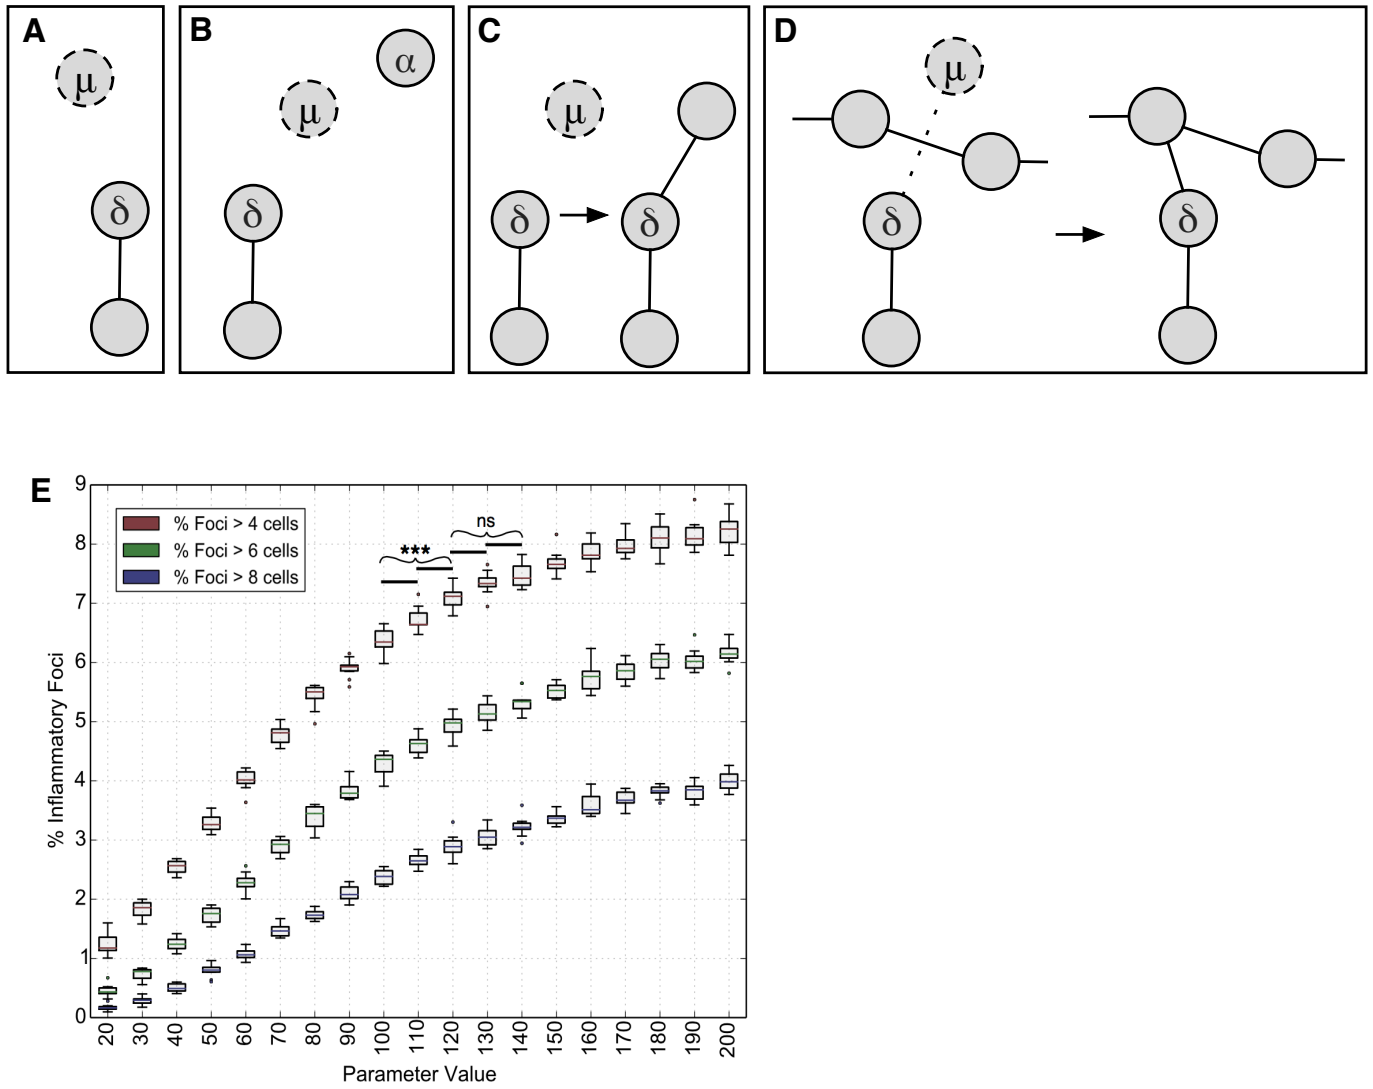 A
B
C
D
μ
δ
μ
α
δ
μ
δ
δ
μ
δ
δ
E
% Foci > 4 cells
% Foci > 6 cells
% Foci > 8 cells
***
ns
% Inflammatory Foci
9
8
7
6
5
4
3
2
1
0
20 30 40 50 60 70 80 90 100 110 120 130 140 150 160 170 180 190 200
Parameter Value